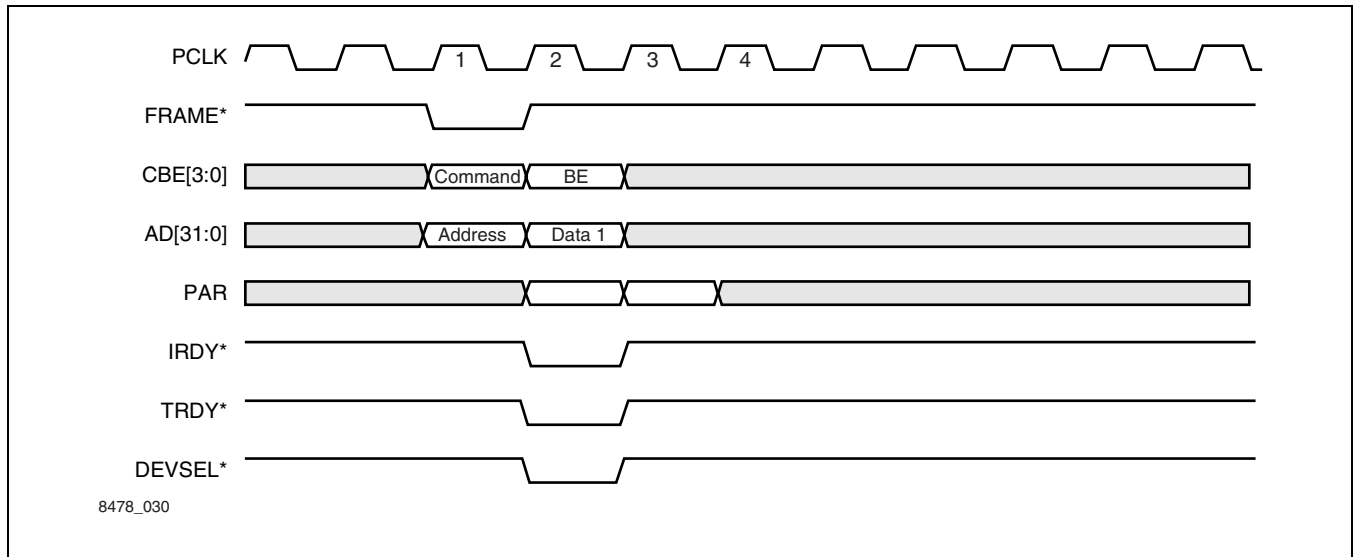 PCLK 1 2 3 4
FRAME*
CBE[3:0] Command BE
AD[31:0] Address Data 1
PAR
IRDY*
TRDY*
DEVSEL*
8478_030